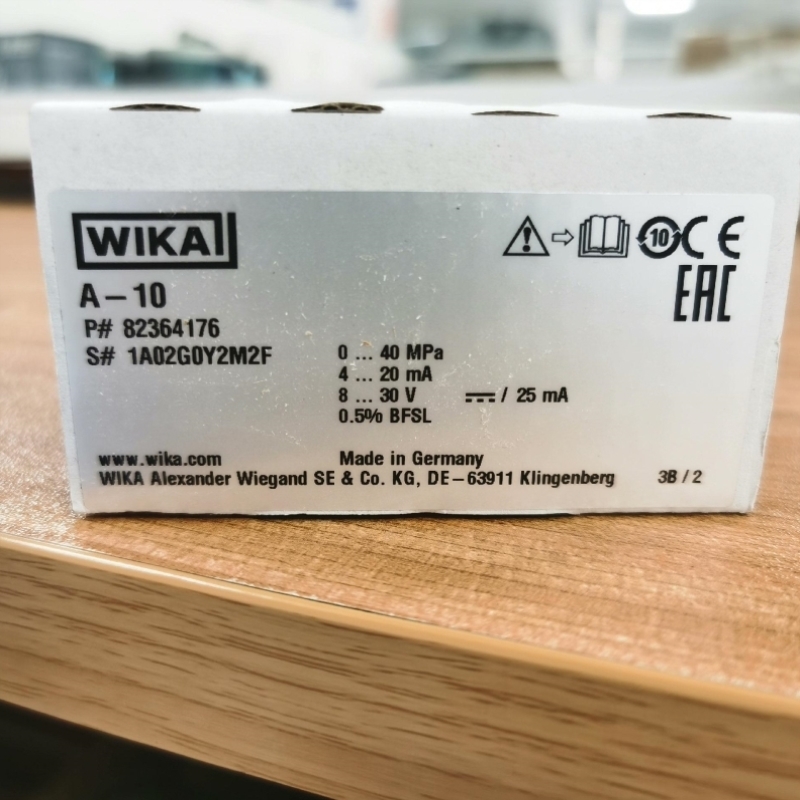 WIKA
A-10
P# 82364176
S# 1A02G0Y2M2F
0 ... 40 MPa
4 ... 20 mA
8 ... 30 V ⎓ / 25 mA
0.5% BFSL
10 CE
EAC
www.wika.com Made in Germany
WIKA Alexander Wiegand SE & Co. KG, DE-63911 Klingenberg 3B / 2